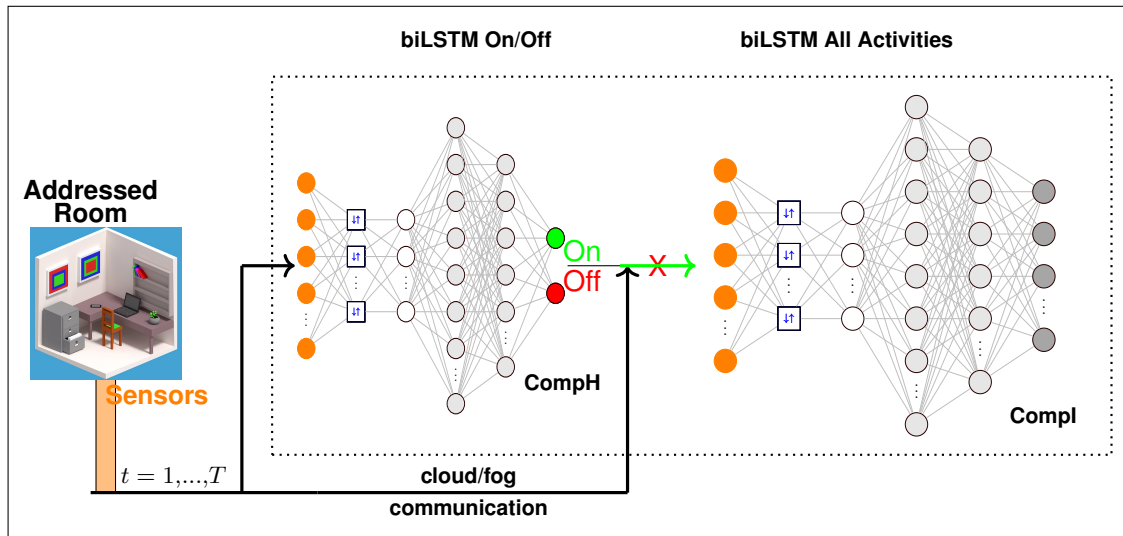 biLSTM On/Off
biLSTM All Activities
Addressed
Room
Sensors
t = 1,...,T
On
Off
X
CompH
CompI
cloud/fog
communication